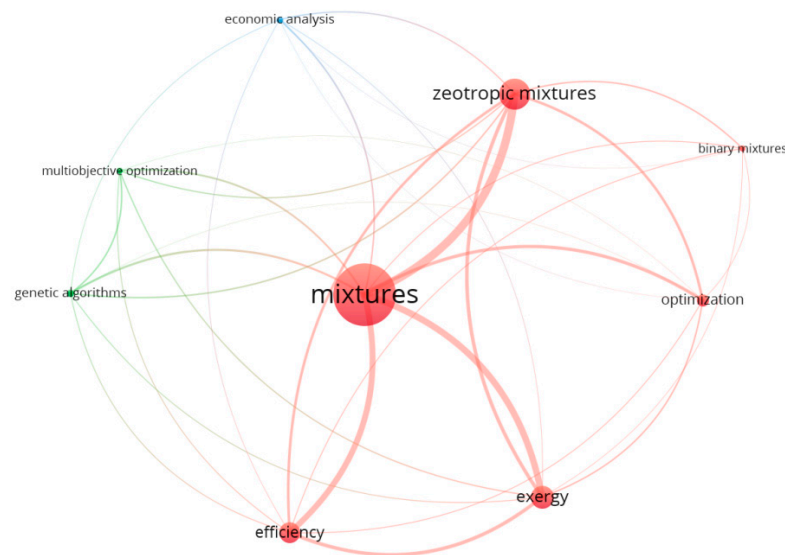 economic analysis
zeotropic mixtures
binary mixtures
multiobjective optimization
genetic algorithms
mixtures
optimization
exergy
efficiency